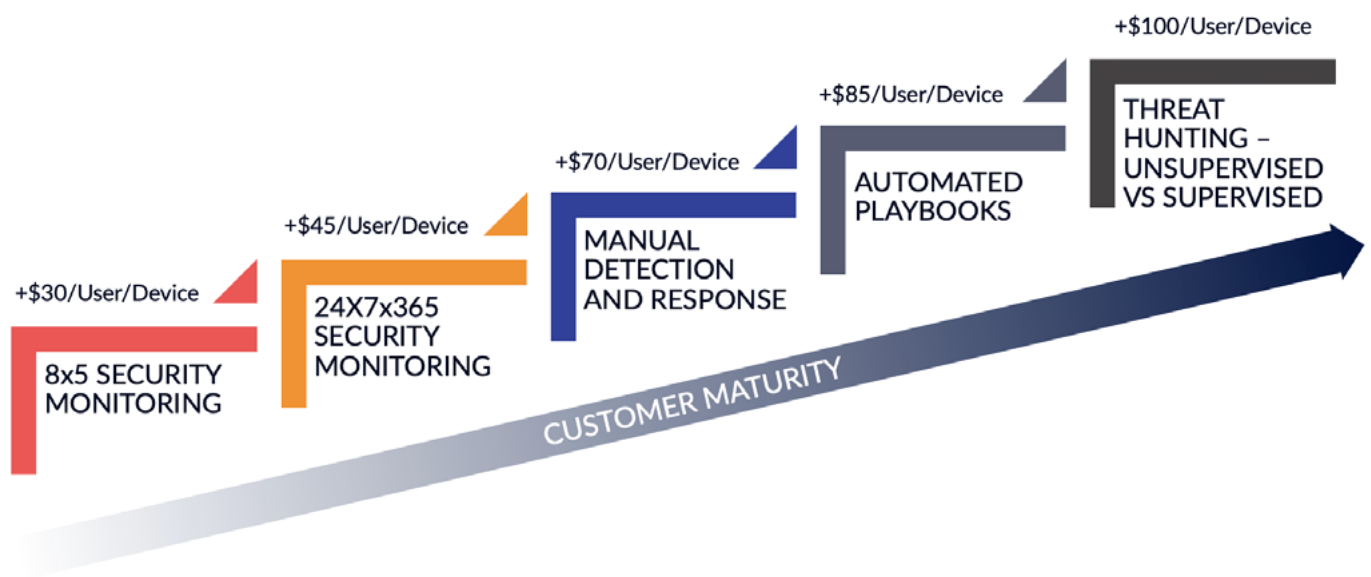 +$30/User/Device
8x5 SECURITY
MONITORING
+$45/User/Device
24X7x365
SECURITY
MONITORING
+$70/User/Device
MANUAL
DETECTION
AND RESPONSE
+$85/User/Device
AUTOMATED
PLAYBOOKS
+$100/User/Device
THREAT
HUNTING –
UNSUPERVISED
VS SUPERVISED
CUSTOMER MATURITY